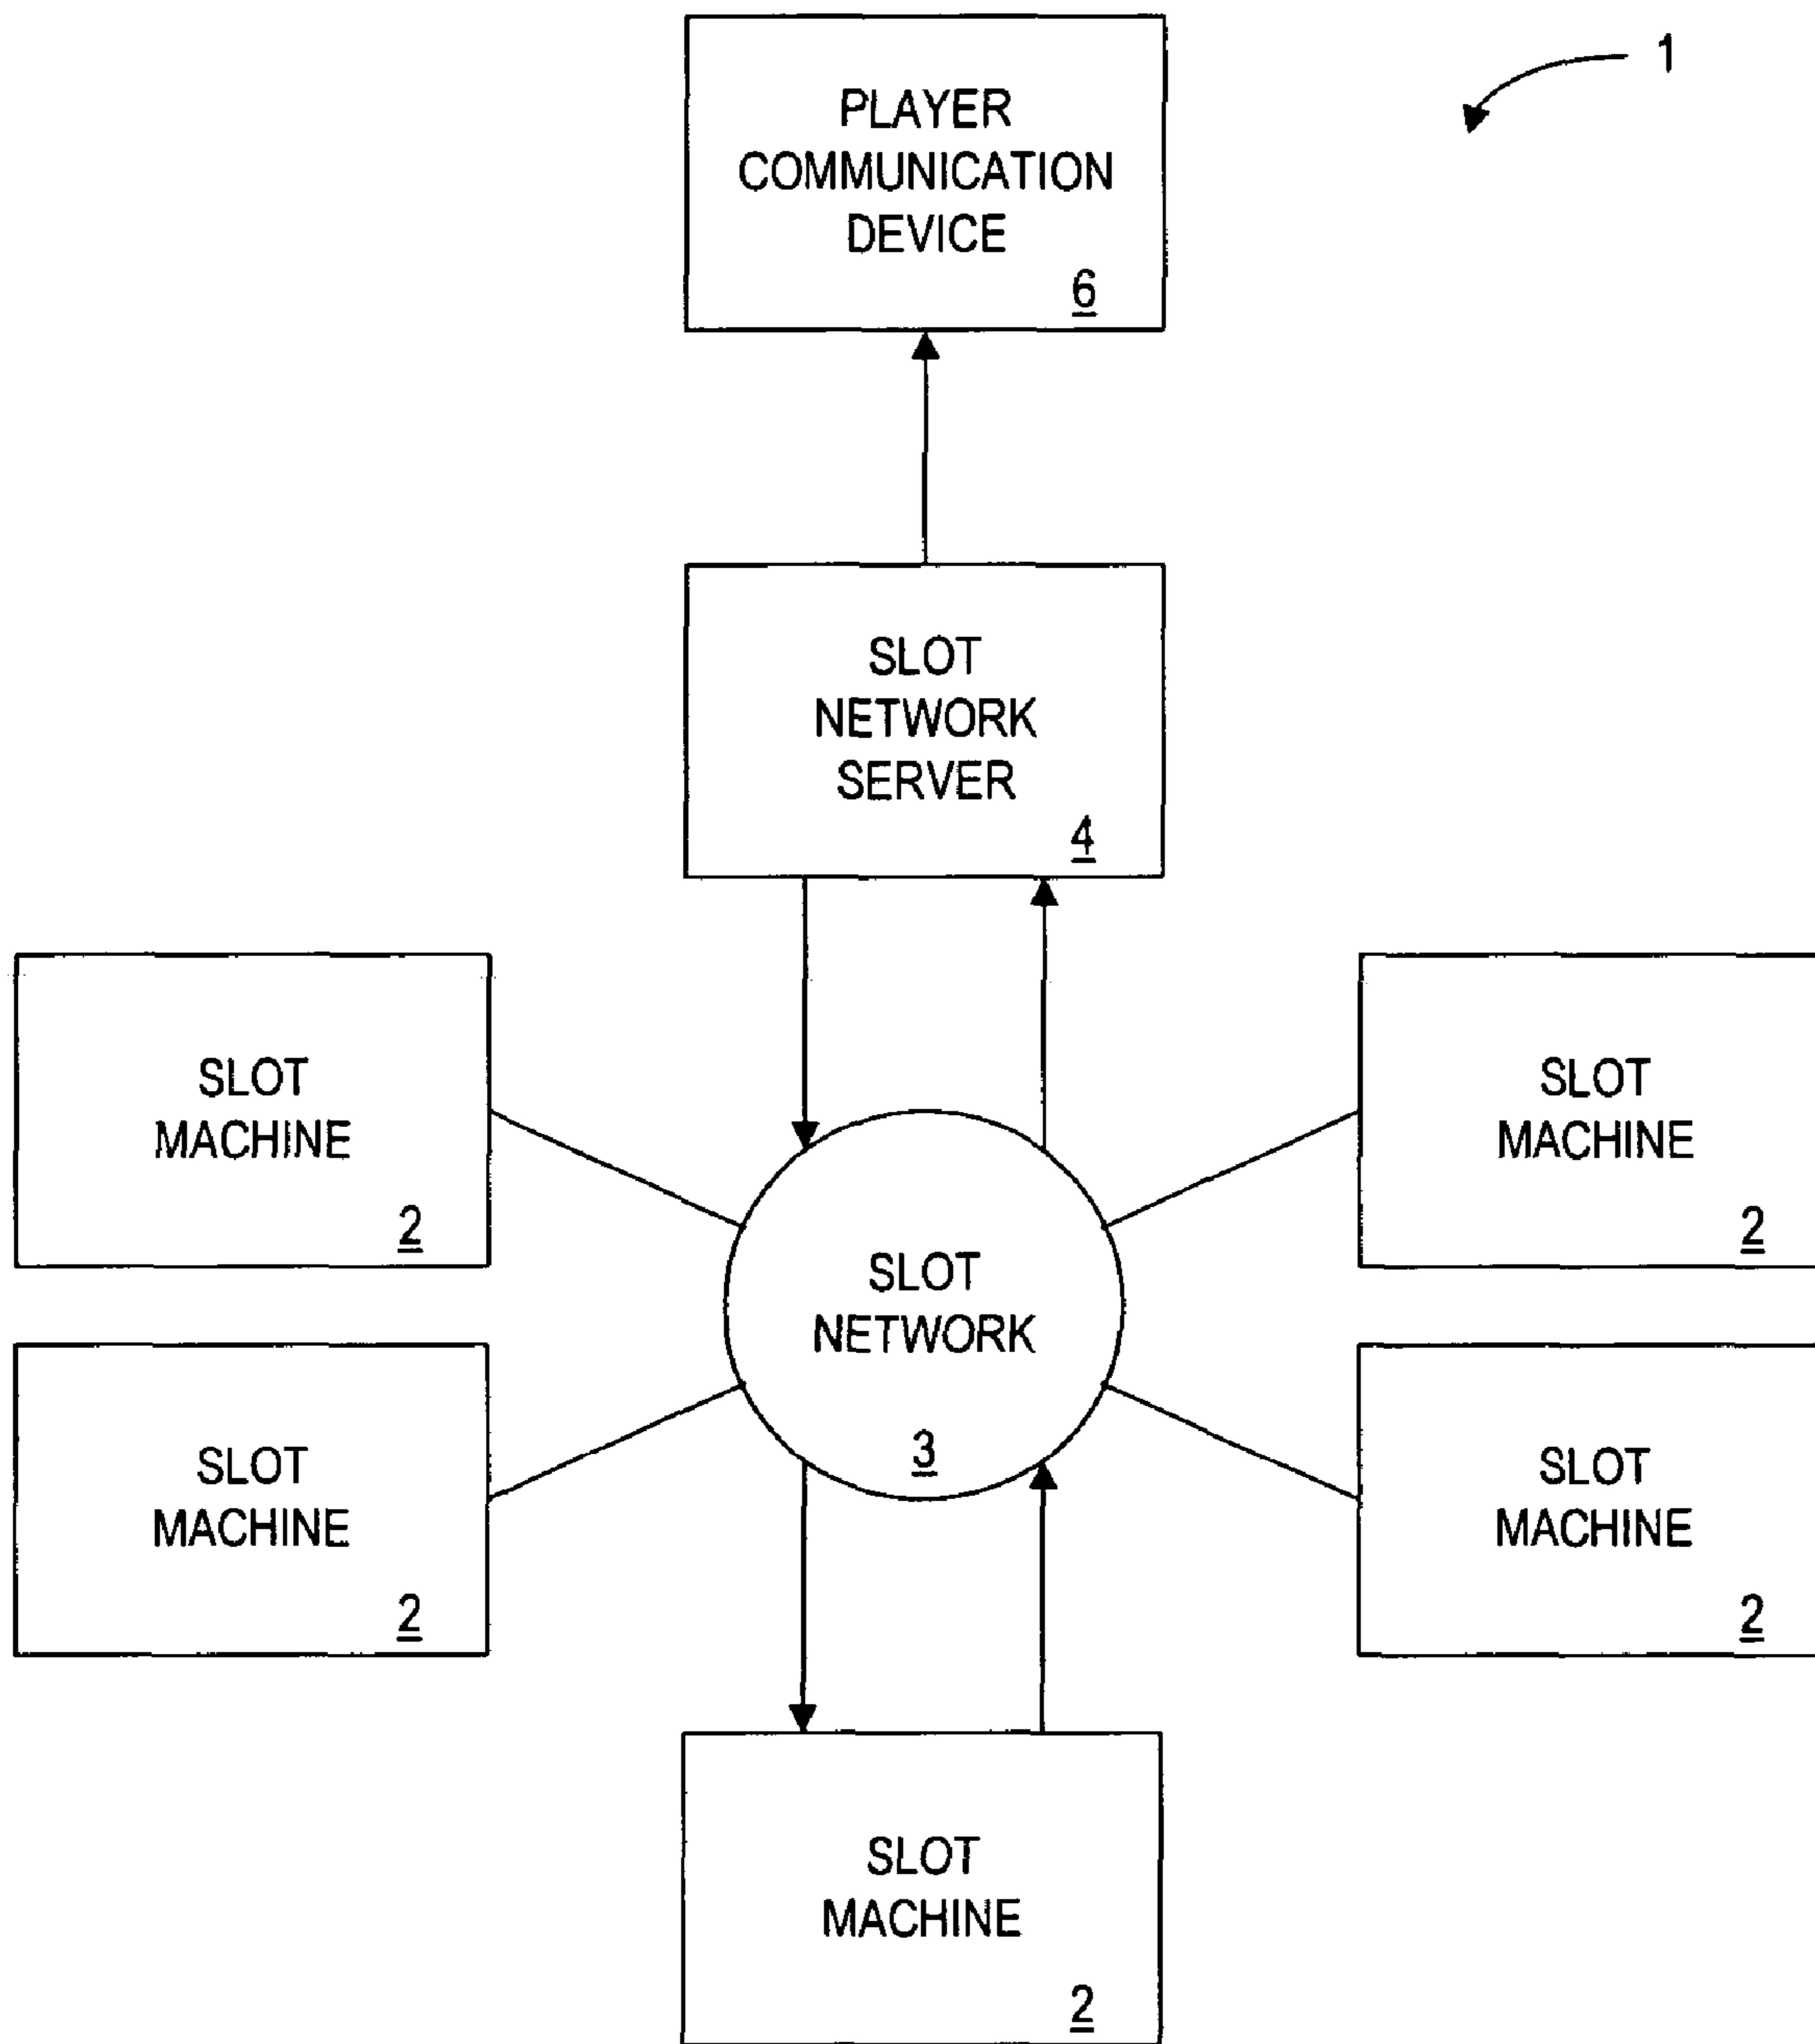 1
PLAYER
COMMUNICATION
DEVICE
6
SLOT
NETWORK
SERVER
4
SLOT
MACHINE
2
SLOT
MACHINE
2
SLOT
NETWORK
3
SLOT
MACHINE
2
SLOT
MACHINE
2
SLOT
MACHINE
2